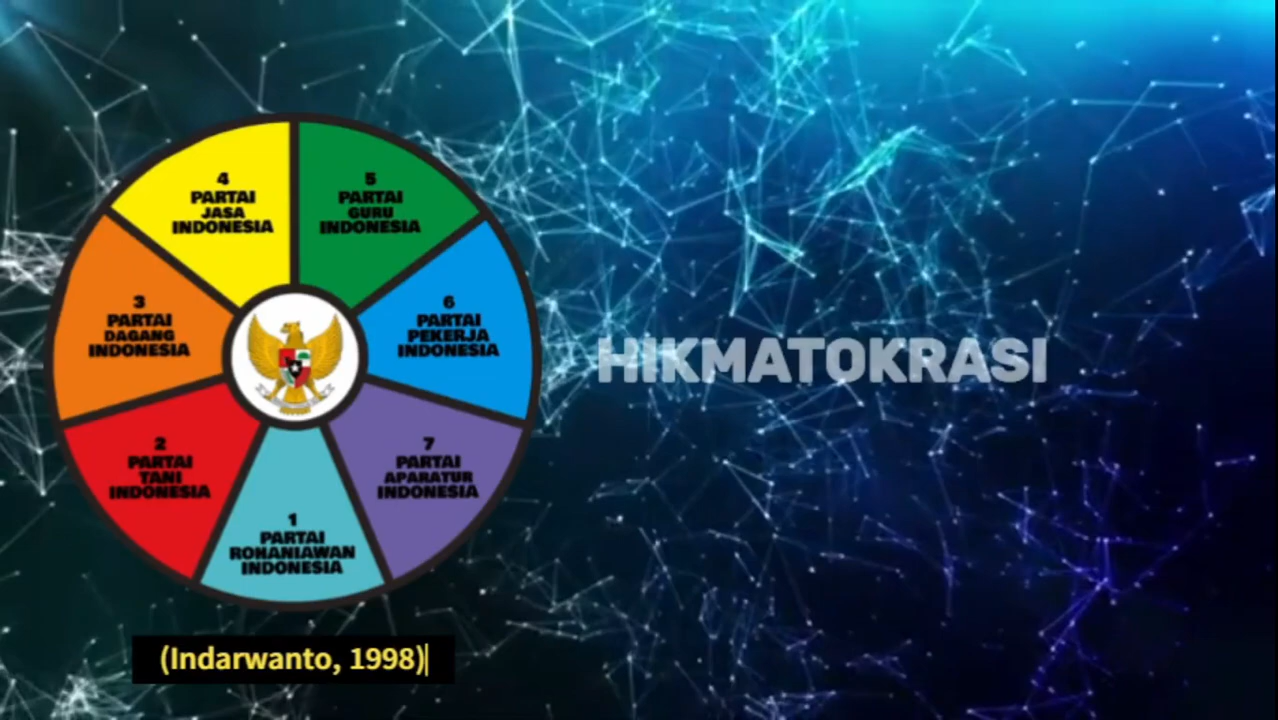 4
PARTAI
JASA
INDONESIA
5
PARTAI
GURU
INDONESIA
3
PARTAI
DAGANG
INDONESIA
6
PARTAI
PEKERJA
INDONESIA
HIKMATOKRASI
2
PARTAI
TANI
INDONESIA
7
PARTAI
APARATUR
INDONESIA
1
PARTAI
ROHANIAWAN
INDONESIA
(Indarwanto, 1998)